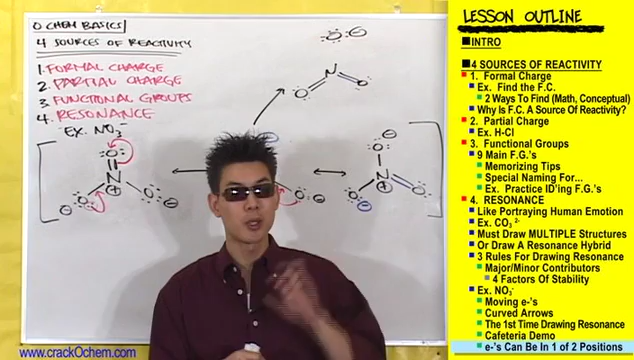 O CHEM BASICS
4 SOURCES OF REACTIVITY
1. FORMAL CHARGE
2. PARTIAL CHARGE
3. FUNCTIONAL GROUPS
4. RESONANCE
EX. NO₃⁻
O ⊖
N
O O
O
N
⊕
⊖ O O ⊖
O
O ⊖
N
⊕
O ⊖ O
www.crackOchem.com
LESSON OUTLINE
INTRO
4 SOURCES OF REACTIVITY
1. Formal Charge
Ex. Find the F.C.
2 Ways To Find (Math, Conceptual)
Why Is F.C. A Source Of Reactivity?
2. Partial Charge
Ex. H-Cl
3. Functional Groups
9 Main F.G.'s
Memorizing Tips
Special Naming For...
Ex. Practice ID'ing F.G.'s
4. RESONANCE
Like Portraying Human Emotion
Ex. CO₃ ²⁻
Must Draw MULTIPLE Structures
Or Draw A Resonance Hybrid
3 Rules For Drawing Resonance
Major/Minor Contributors
4 Factors Of Stability
Ex. NO₃⁻
Moving e-'s
Curved Arrows
The 1st Time Drawing Resonance
Cafeteria Demo
e-'s Can Be In 1 of 2 Positions